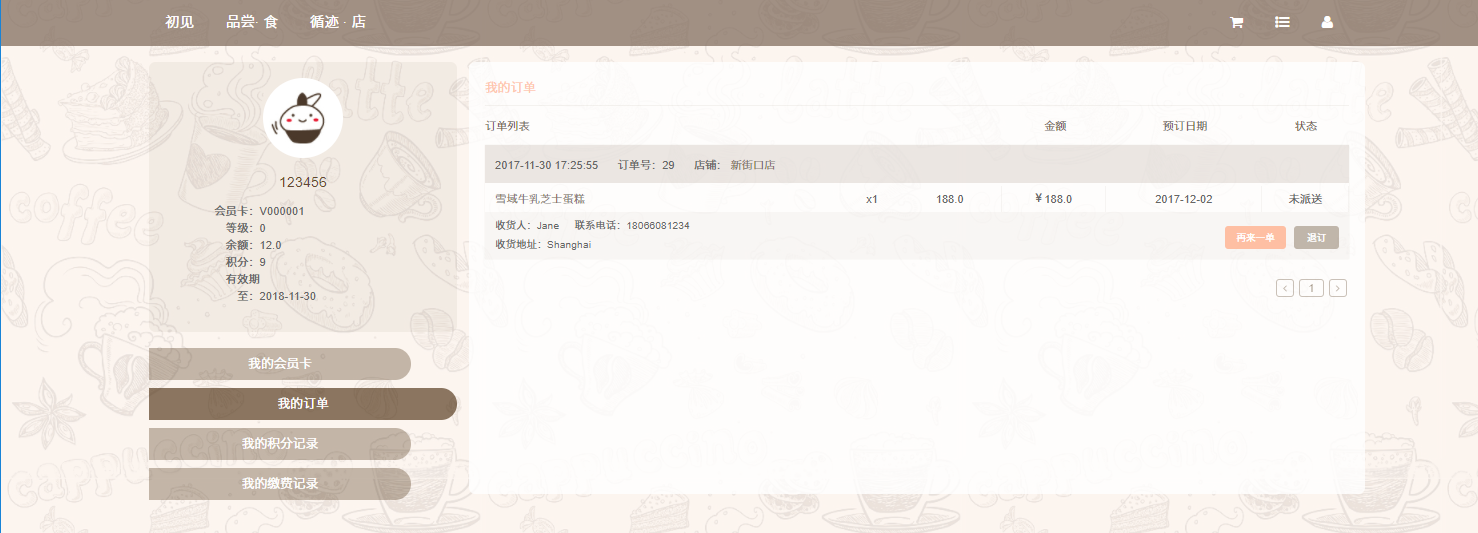 初见 品尝· 食 循迹 · 店
123456
会员卡：V000001
等级：0
余额：12.0
积分：9
有效期
至：2018-11-30
我的会员卡
我的订单
我的积分记录
我的缴费记录
我的订单
订单列表 金额 预订日期 状态
2017-11-30 17:25:55 订单号：29 店铺： 新街口店
雪域牛乳芝士蛋糕 x1 188.0 ￥188.0 2017-12-02 未派送
收货人：Jane 联系电话：18066081234
收货地址：Shanghai
再来一单 退订
‹ 1 ›
latte
coffee
cappuccino